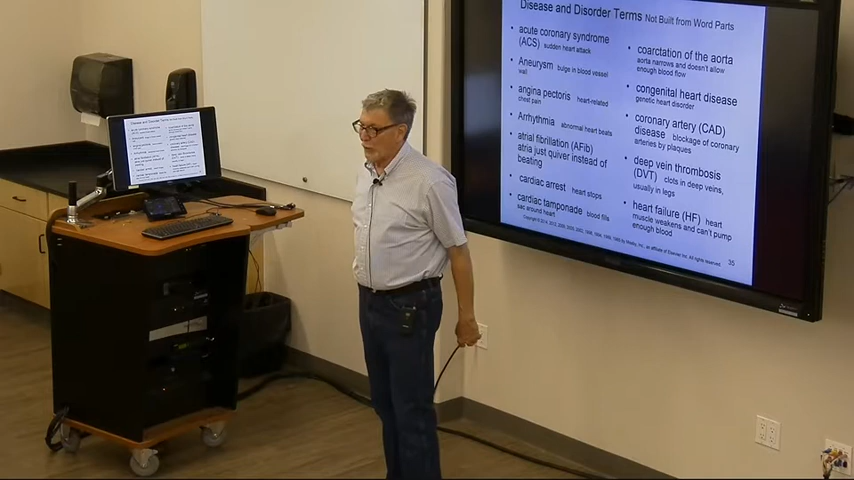 Disease and Disorder Terms Not Built from Word Parts
• acute coronary syndrome
(ACS) sudden heart attack
• Aneurysm bulge in blood vessel
wall
• angina pectoris heart-related
chest pain
• Arrhythmia abnormal heart beats
• atrial fibrillation (AFib)
atria just quiver instead of
beating
• cardiac arrest heart stops
• cardiac tamponade blood fills
sac around heart
• coarctation of the aorta
aorta narrows and doesn't allow
enough blood flow
• congenital heart disease
genetic heart disorder
• coronary artery (CAD)
disease blockage of coronary
arteries by plaques
• deep vein thrombosis
(DVT) clots in deep veins,
usually in legs
• heart failure (HF) heart
muscle weakens and can't pump
enough blood
35